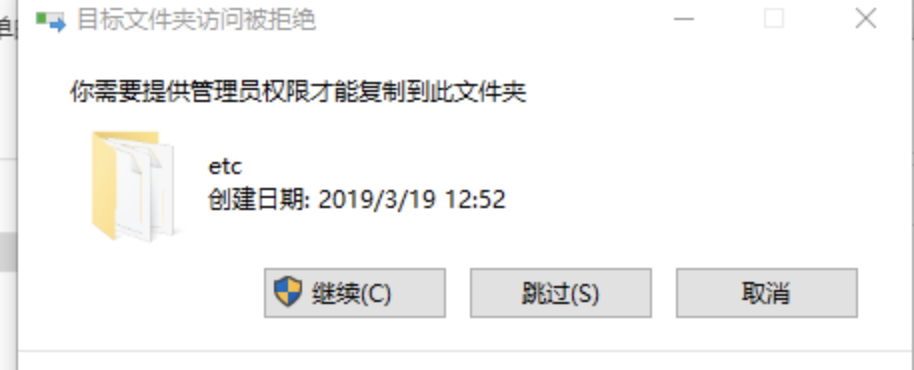 目标文件夹访问被拒绝
你需要提供管理员权限才能复制到此文件夹
etc
创建日期: 2019/3/19 12:52
继续(C)
跳过(S)
取消